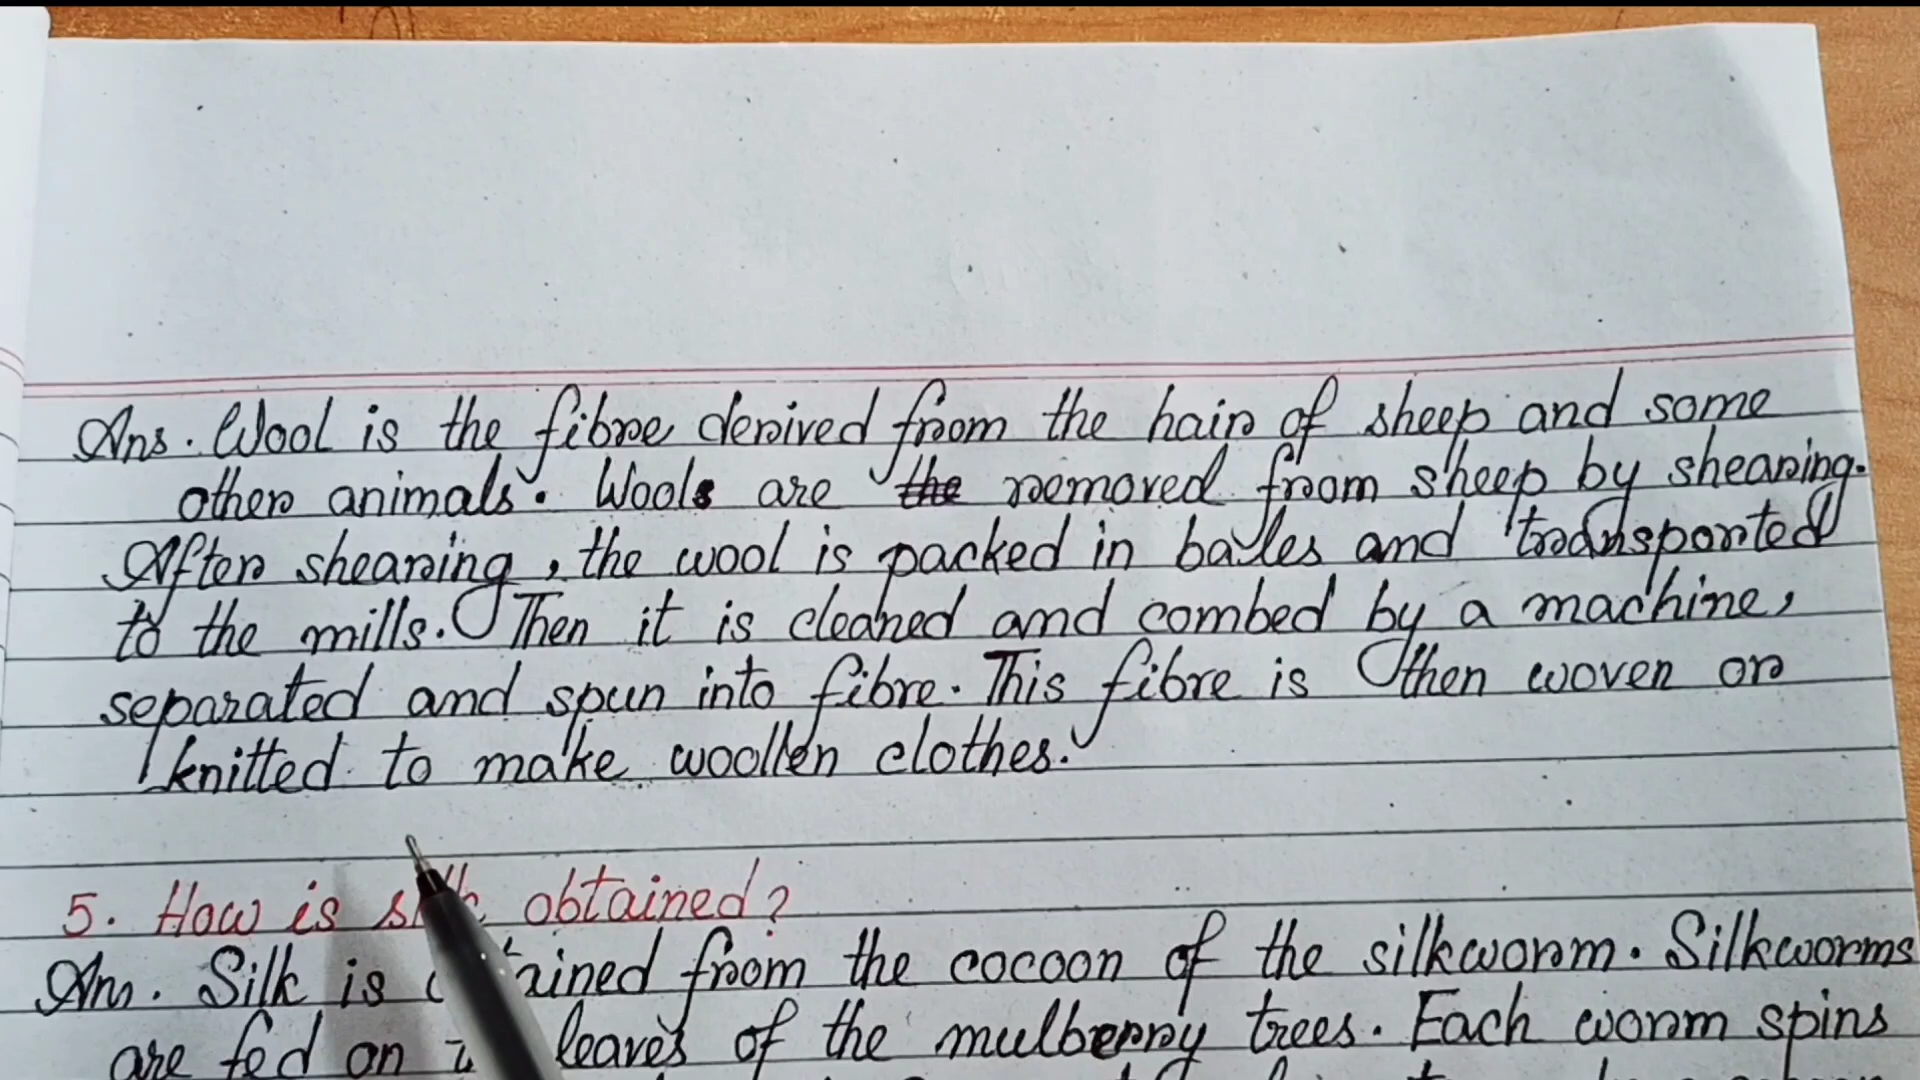 Ans. Wool is the fibre derived from the hair of sheep and some
other animals. Wools are the removed from sheep by shearing.
After shearing, the wool is packed in bales and transported
to the mills. Then it is cleaned and combed by a machine,
separated and spun into fibre. This fibre is then woven or
knitted to make woollen clothes.
5. How is obtained?
Ans. Silk is from the cocoon of the silkworm. Silkworms
are fed on leaves of the mulberry trees. Each worm spins